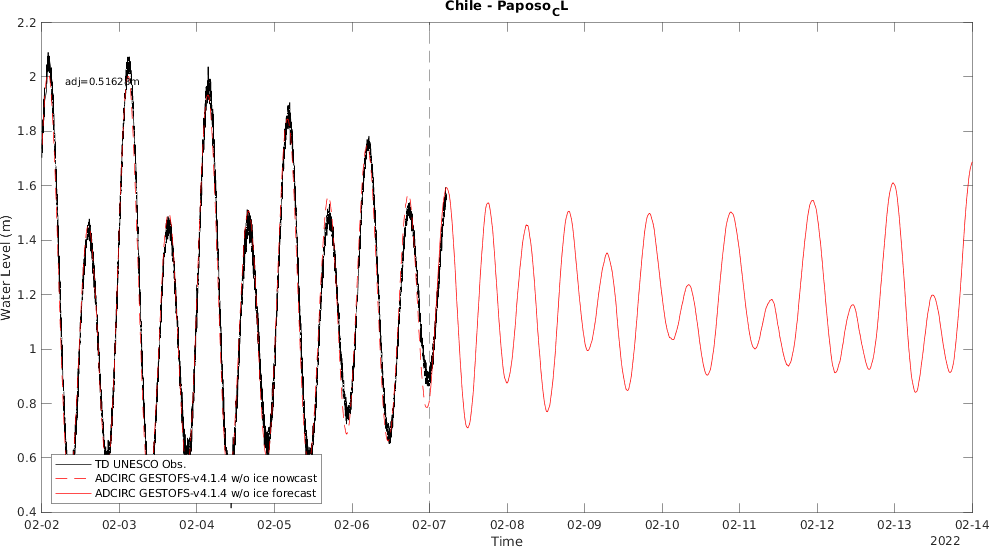 Chile - Paposo_CL
2.2
2
1.8
1.6
1.4
1.2
1
0.8
0.6
0.4
Water Level (m)
adj=0.5162 m
TD UNESCO Obs.
ADCIRC GESTOFS-v4.1.4 w/o ice nowcast
ADCIRC GESTOFS-v4.1.4 w/o ice forecast
02-02 02-03 02-04 02-05 02-06 02-07 02-08 02-09 02-10 02-11 02-12 02-13 02-14
Time
2022